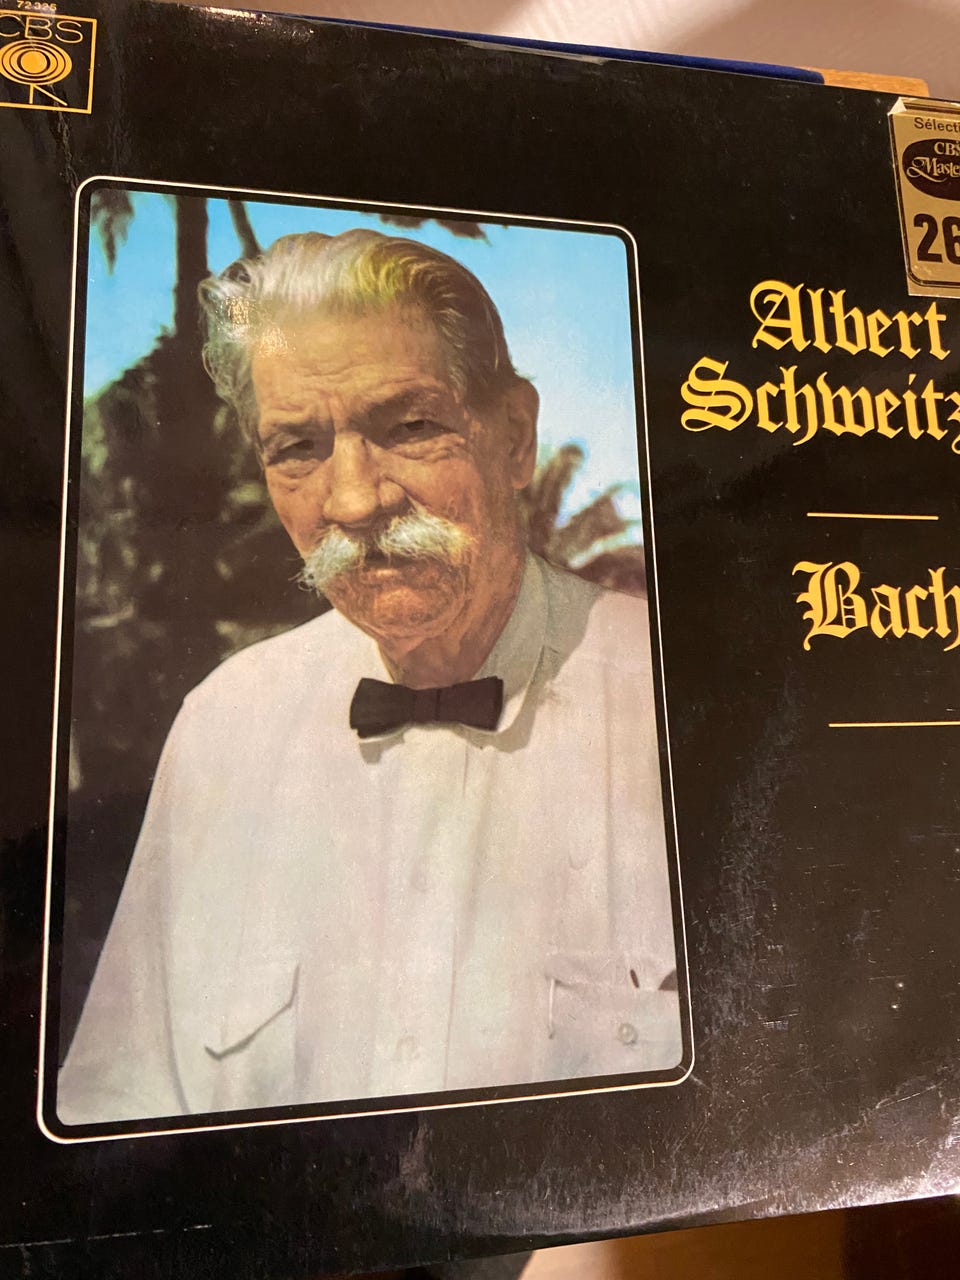 72325
CBS
Sélecti
CBS
Maste
26
Albert
Schweitz
Bach